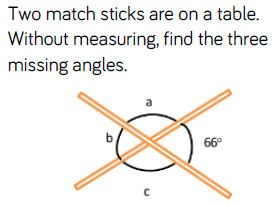 Two match sticks are on a table.
Without measuring, find the three
missing angles.
a
b
66°
c